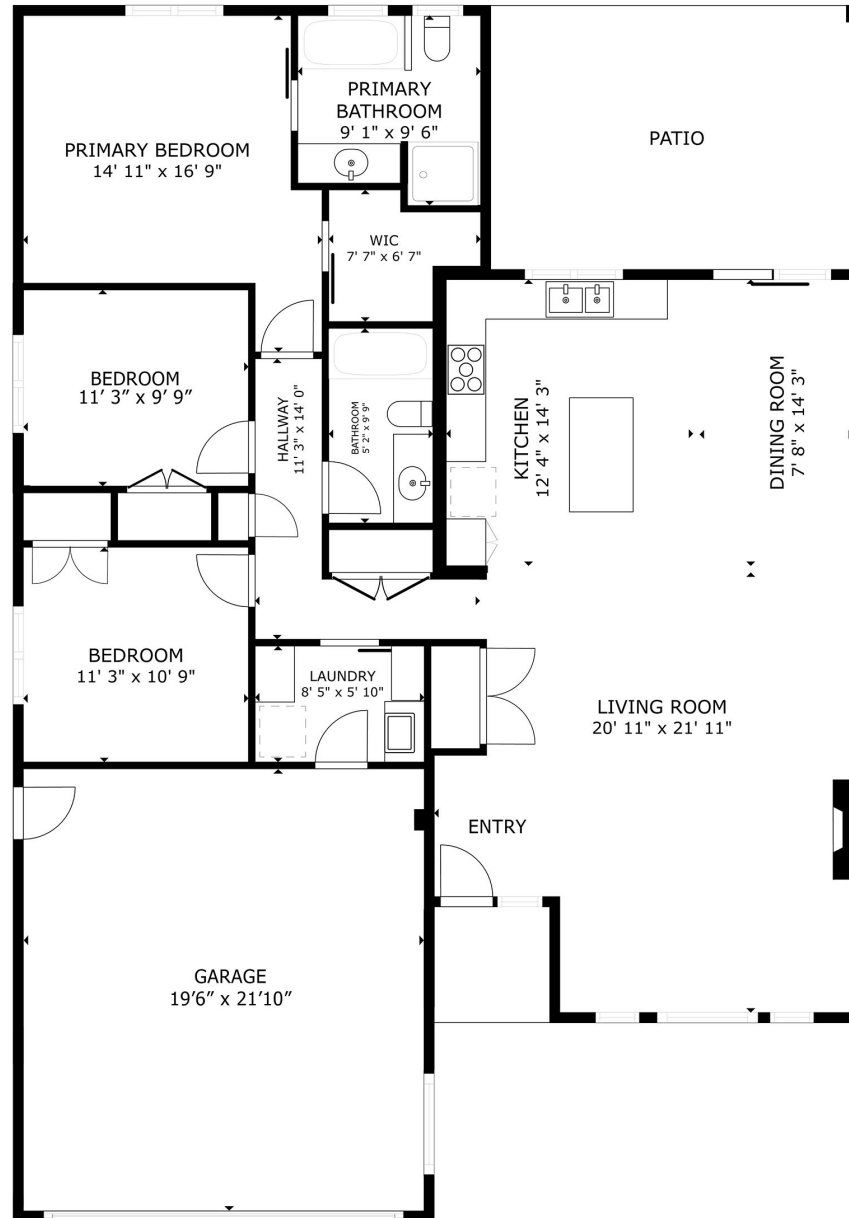 PRIMARY BEDROOM
14' 11" x 16' 9"
PRIMARY
BATHROOM
9' 1" x 9' 6"
PATIO
WIC
7' 7" x 6' 7"
BEDROOM
11' 3” x 9' 9”
HALLWAY
11' 3" x 14' 0"
BATHROOM
5' 2" x 9' 9"
KITCHEN
12' 4" x 14' 3"
DINING ROOM
7' 8" x 14' 3"
BEDROOM
11' 3" x 10' 9"
LAUNDRY
8' 5" x 5' 10"
LIVING ROOM
20' 11" x 21' 11"
ENTRY
GARAGE
19’6” x 21’10”